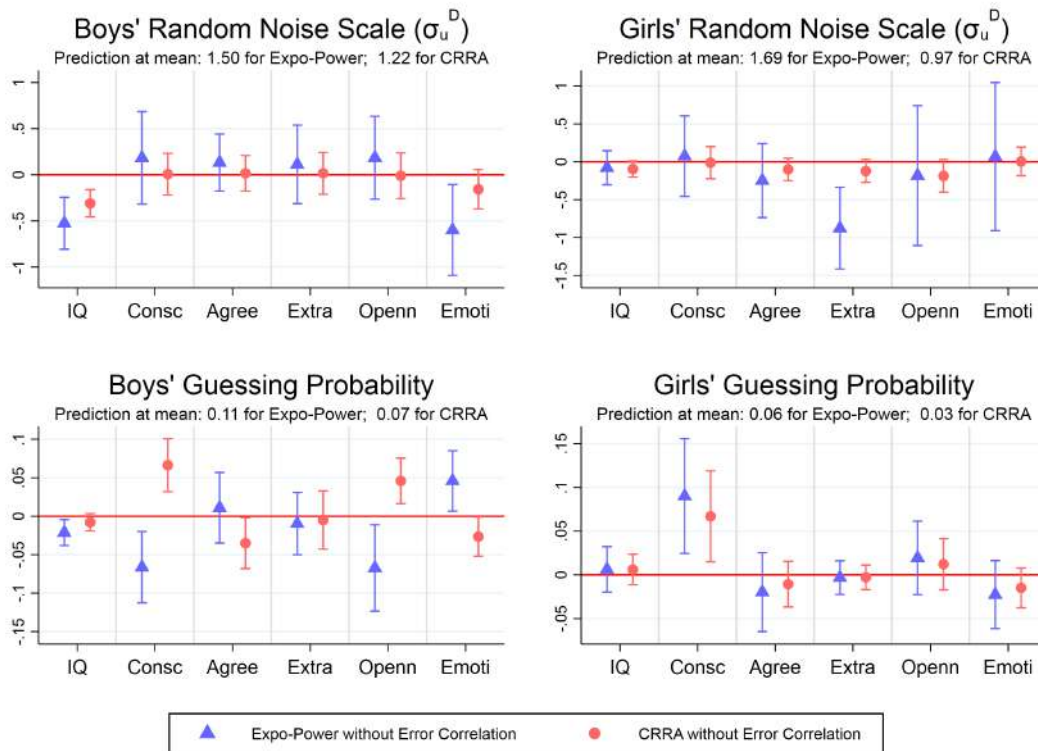 Boys' Random Noise Scale (σ_u^D)
Prediction at mean: 1.50 for Expo-Power; 1.22 for CRRA
1
.5
0
-.5
-1
IQ Consc Agree Extra Openn Emoti
Girls' Random Noise Scale (σ_u^D)
Prediction at mean: 1.69 for Expo-Power; 0.97 for CRRA
1
.5
0
-.5
-1
-1.5
IQ Consc Agree Extra Openn Emoti
Boys' Guessing Probability
Prediction at mean: 0.11 for Expo-Power; 0.07 for CRRA
.1
.05
0
-.05
-.1
-.15
IQ Consc Agree Extra Openn Emoti
Girls' Guessing Probability
Prediction at mean: 0.06 for Expo-Power; 0.03 for CRRA
.15
.1
.05
0
-.05
IQ Consc Agree Extra Openn Emoti
Expo-Power without Error Correlation CRRA without Error Correlation